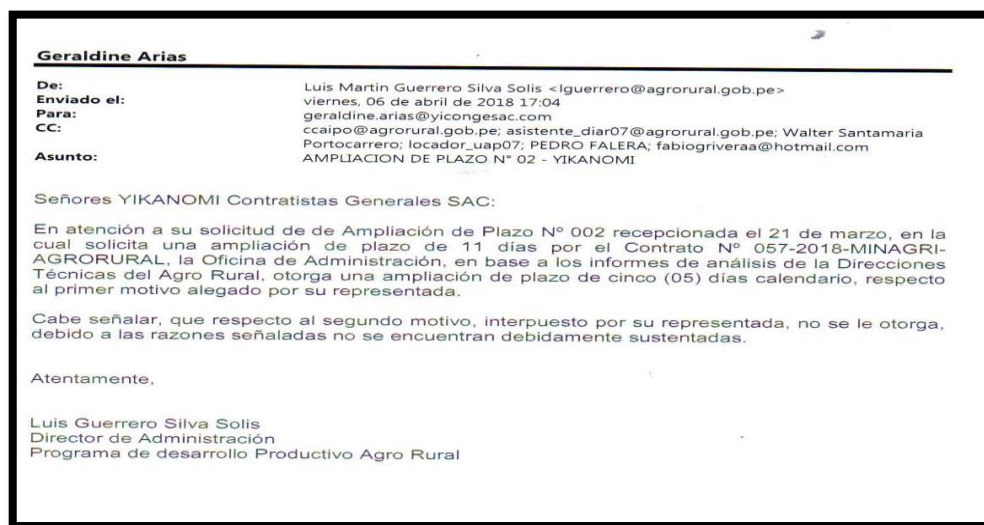 Geraldine Arias
De: Luis Martin Guerrero Silva Solis <lguerrero@agrorural.gob.pe>
Enviado el: viernes, 06 de abril de 2018 17:04
Para: geraldine.arias@yicongesac.com
CC: ccaipo@agrorural.gob.pe; asistente_diar07@agrorural.gob.pe; Walter Santamaria
Portocarrero; locador_uap07; PEDRO FALERA; fabiogriveraa@hotmail.com
Asunto: AMPLIACION DE PLAZO N° 02 - YIKANOMI
Señores YIKANOMI Contratistas Generales SAC:
En atención a su solicitud de de Ampliación de Plazo Nº 002 recepcionada el 21 de marzo, en la
cual solicita una ampliación de plazo de 11 días por el Contrato Nº 057-2018-MINAGRI-
AGRORURAL, la Oficina de Administración, en base a los informes de análisis de la Direcciones
Técnicas del Agro Rural, otorga una ampliación de plazo de cinco (05) días calendario, respecto
al primer motivo alegado por su representada.
Cabe señalar, que respecto al segundo motivo, interpuesto por su representada, no se le otorga,
debido a las razones señaladas no se encuentran debidamente sustentadas.
Atentamente,
Luis Guerrero Silva Solis
Director de Administración
Programa de desarrollo Productivo Agro Rural